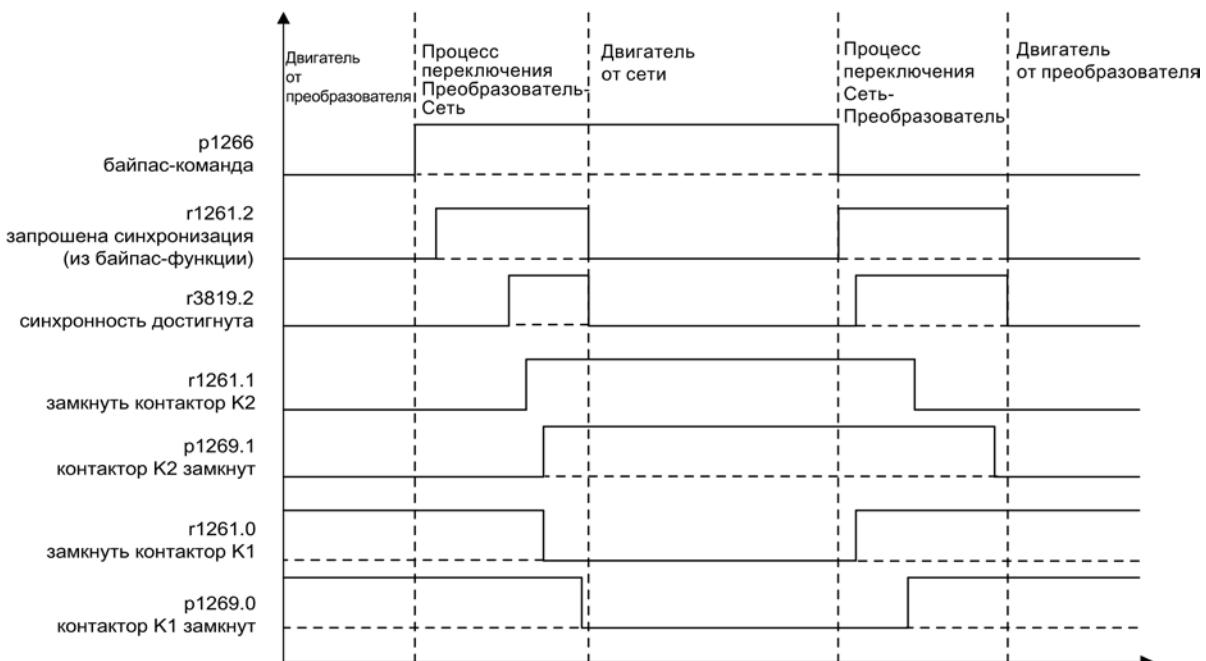 Двигатель
от
преобразователя
Процесс
переключения
Преобразователь-
Сеть
Двигатель
от сети
Процесс
переключения
Сеть-
Преобразователь
Двигатель
от преобразователя
p1266
байпас-команда
r1261.2
запрошена синхронизация
(из байпас-функции)
r3819.2
синхронность достигнута
r1261.1
замкнуть контактор K2
p1269.1
контактор K2 замкнут
r1261.0
замкнуть контактор K1
p1269.0
контактор K1 замкнут